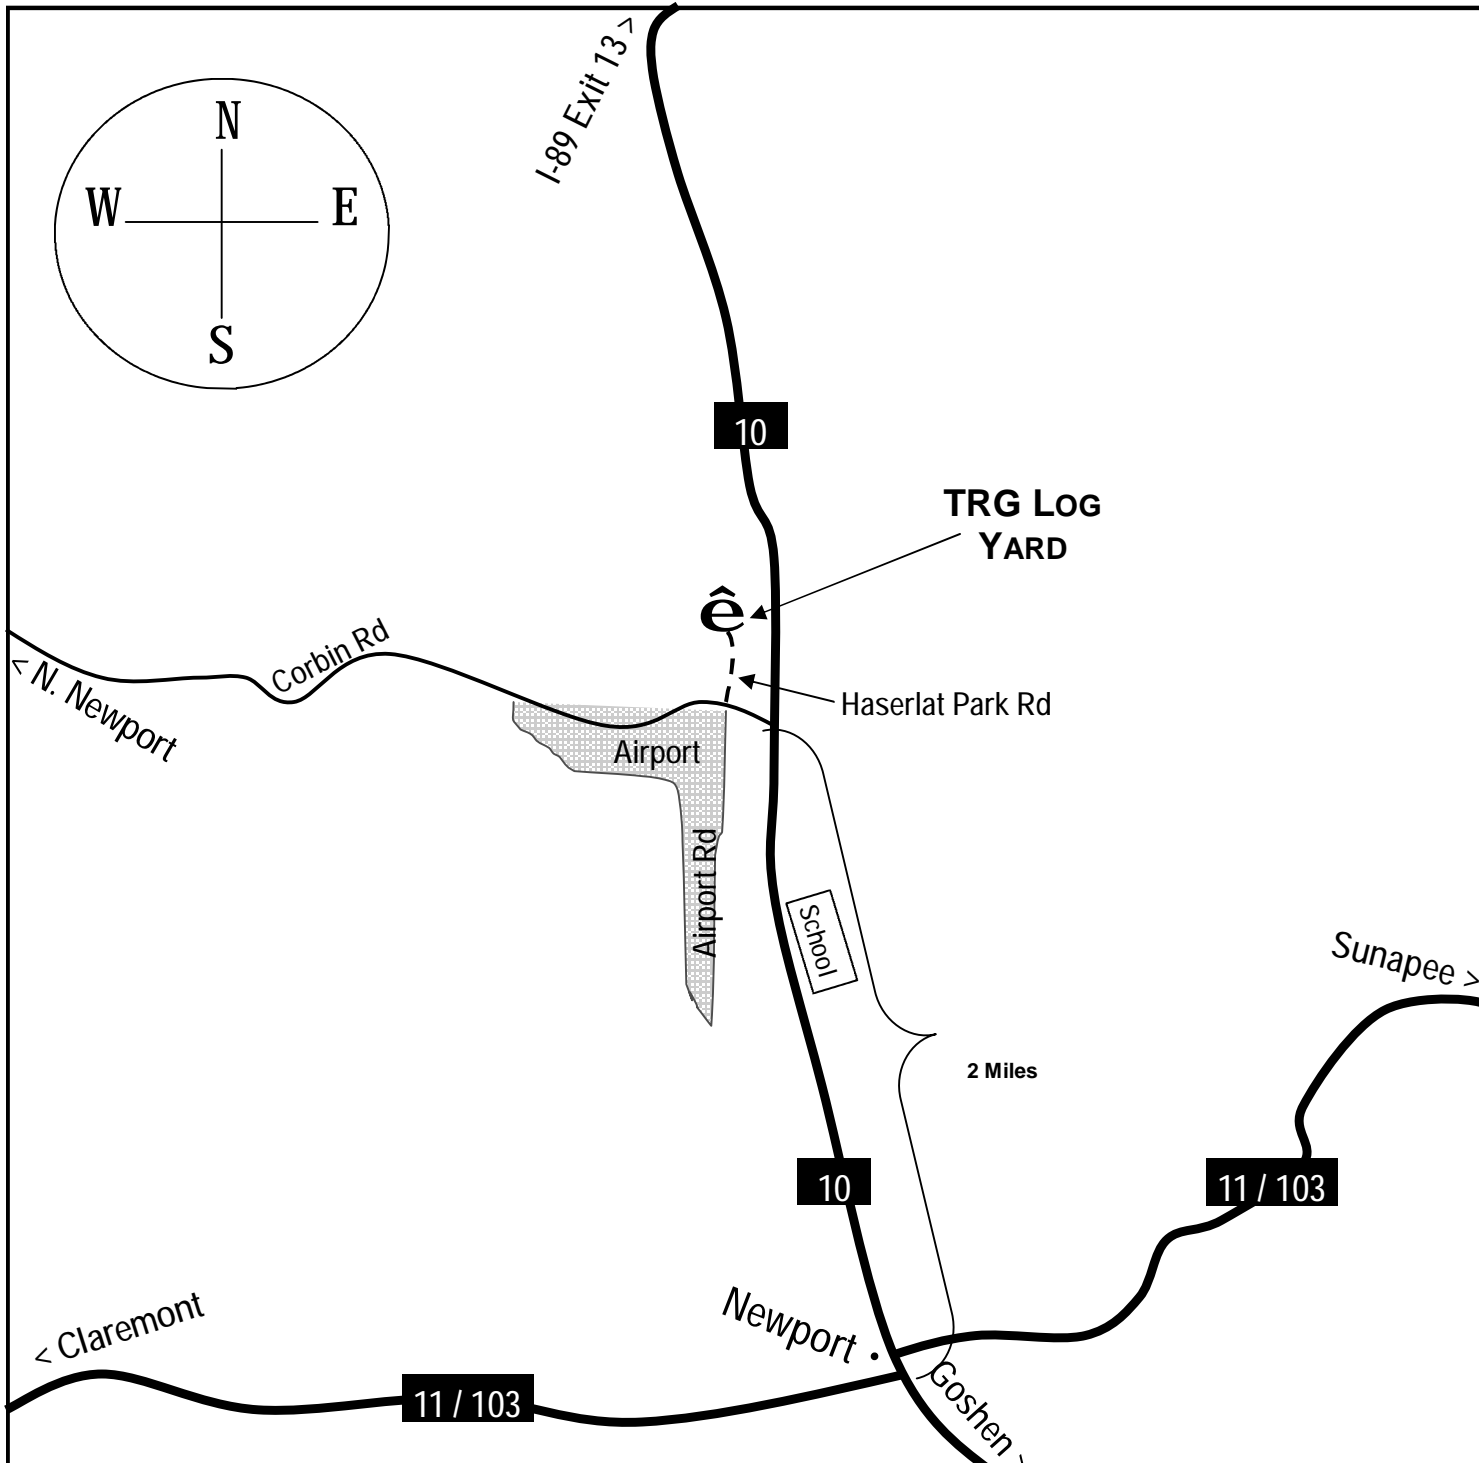 I-89 Exit 13 >
N
W
E
S
10
TRG LOG
YARD
ê
Corbin Rd
< N. Newport
Haserlat Park Rd
Airport
Airport Rd
School
Sunapee >
2 Miles
10
11 / 103
Newport
< Claremont
Goshen >
11 / 103